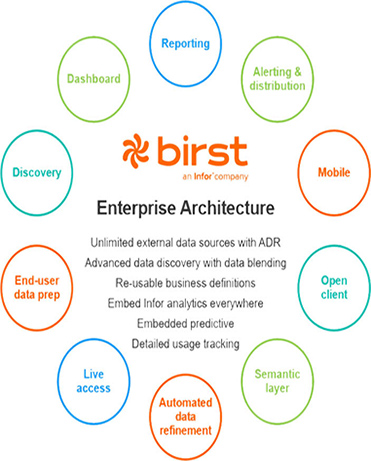 Reporting
Alerting &
distribution
Mobile
Open
client
Semantic
layer
Automated
data
refinement
Live
access
End-user
data prep
Discovery
Dashboard
birst
an Infor company
Enterprise Architecture
Unlimited external data sources with ADR
Advanced data discovery with data blending
Re-usable business definitions
Embed Infor analytics everywhere
Embedded predictive
Detailed usage tracking